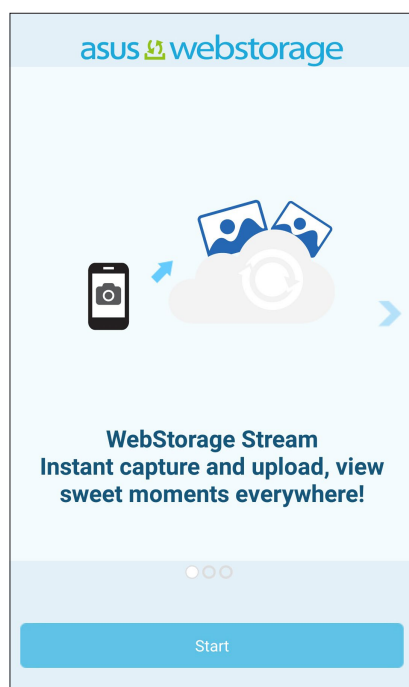 asus webstorage
WebStorage Stream
Instant capture and upload, view
sweet moments everywhere!
Start